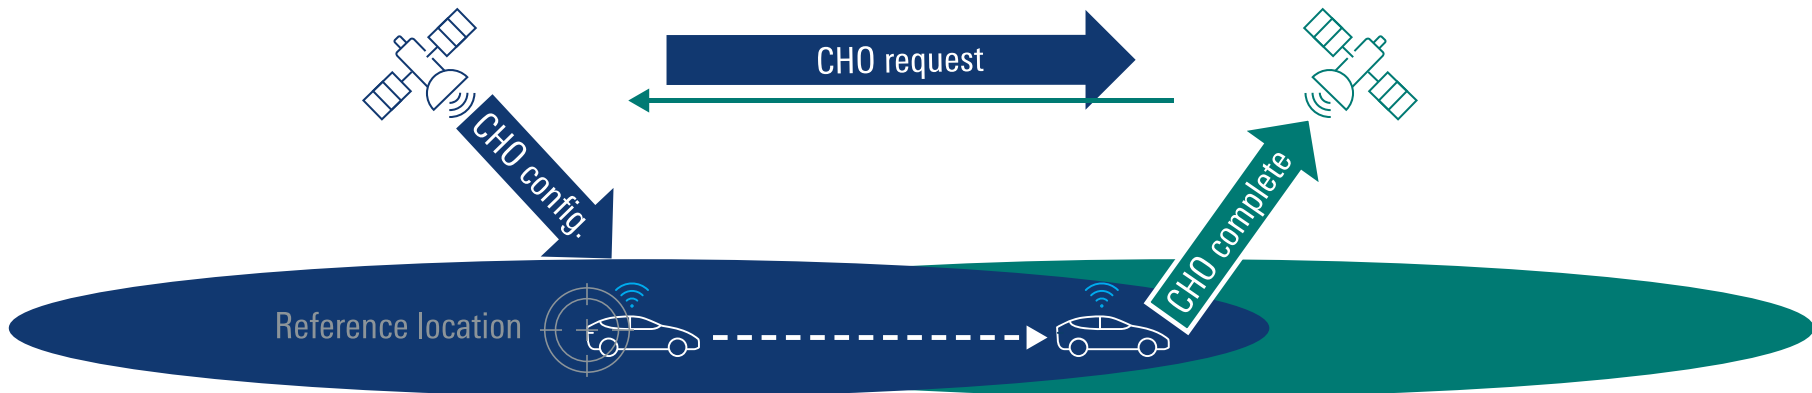 CHO request
CHO config.
CHO complete
Reference location